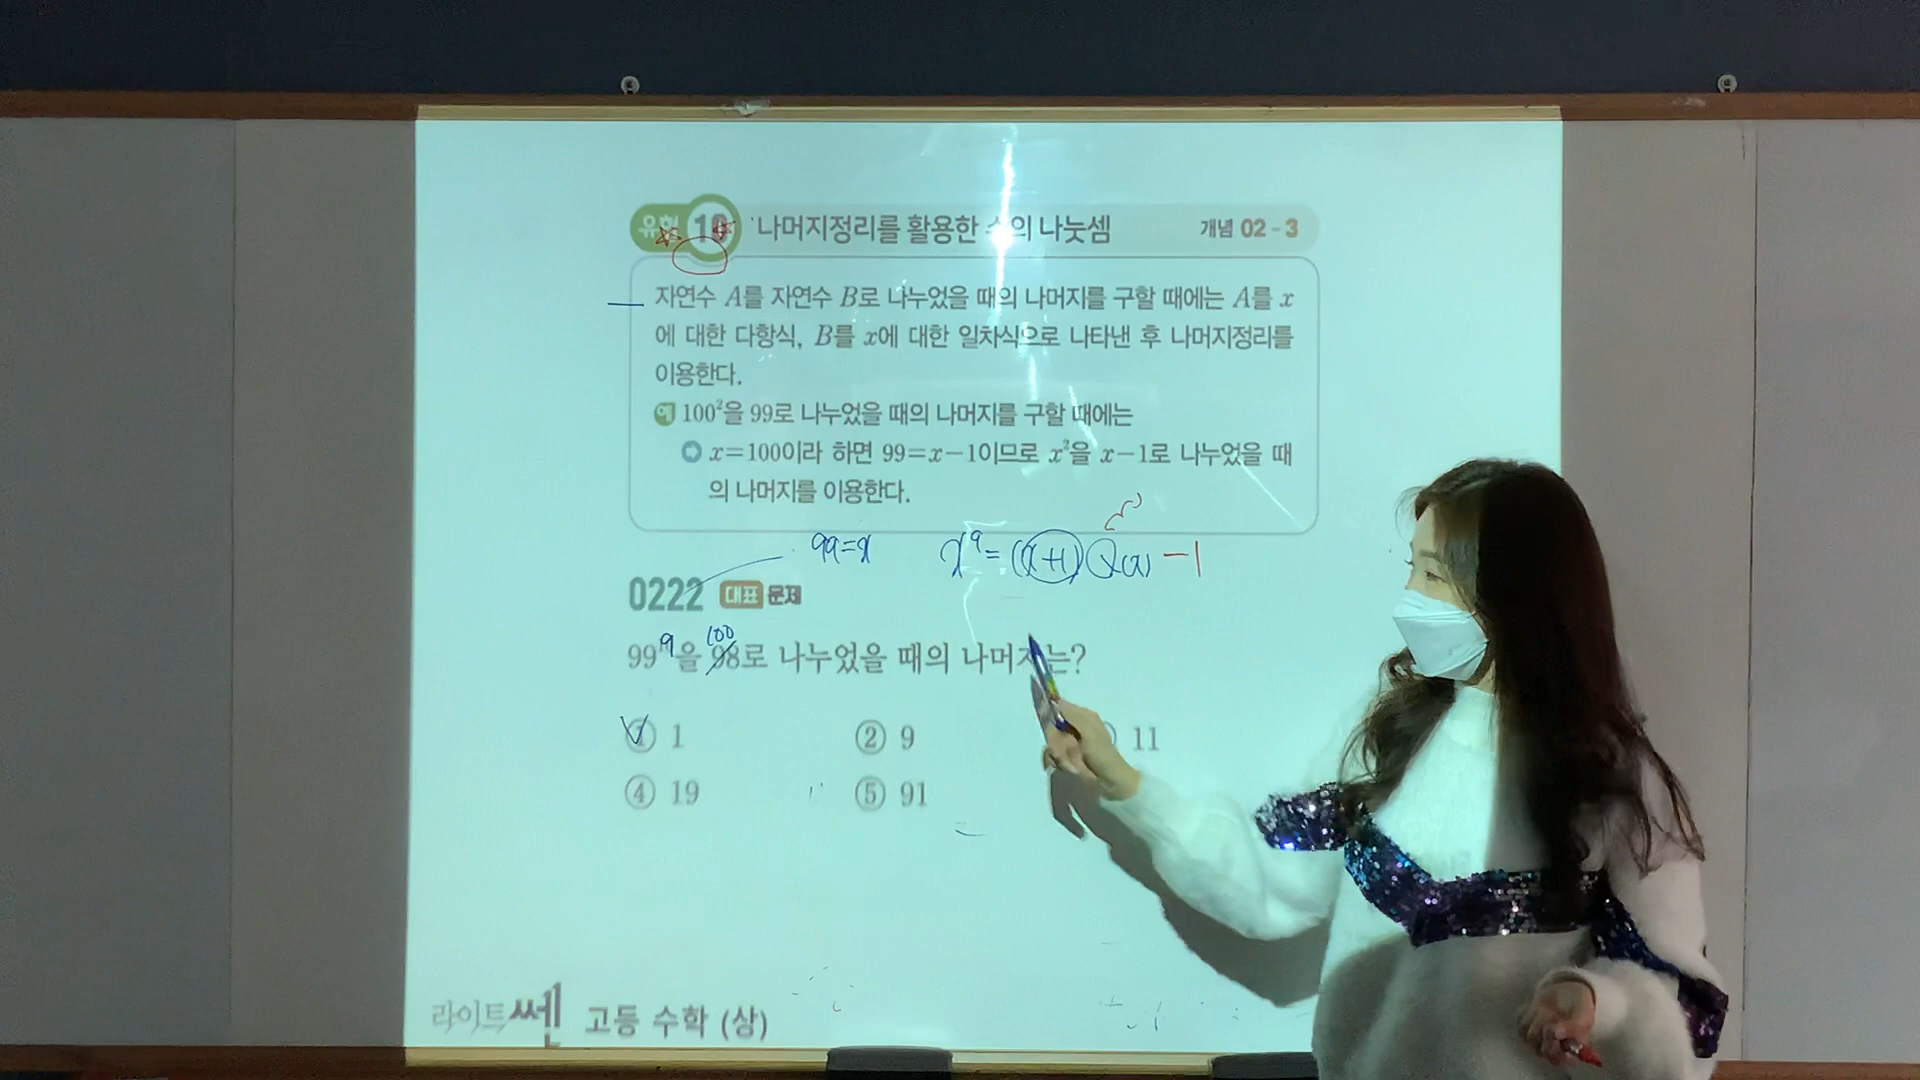 유형 10 나머지정리를 활용한 수의 나눗셈 개념 02-3
자연수 A를 자연수 B로 나누었을 때의 나머지를 구할 때에는 A를 x
에 대한 다항식, B를 x에 대한 일차식으로 나타낸 후 나머지정리를
이용한다.
예 100²을 99로 나누었을 때의 나머지를 구할 때에는
x=100이라 하면 99=x-1이므로 x²을 x-1로 나누었을 때
의 나머지를 이용한다.
99=x x⁹=(x+1)Q(x) -1
0222 대표 문제
100
99⁹을 98로 나누었을 때의 나머지는?
① 1 ② 9 11
④ 19 ⑤ 91
라이트쎈 고등 수학 (상)